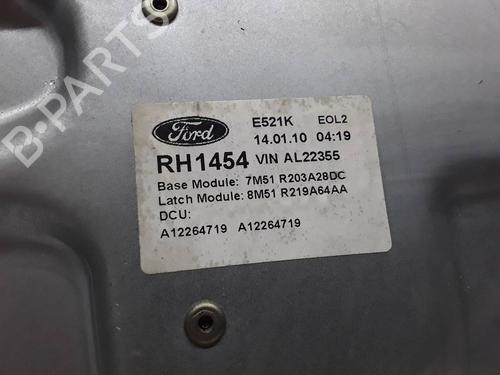 B-PARTS
Ford
E521K EOL2
14.01.10 04:19
RH1454 VIN AL22355
Base Module: 7M51 R203A28DC
Latch Module: 8M51 R219A64AA
DCU:
A12264719 A12264719